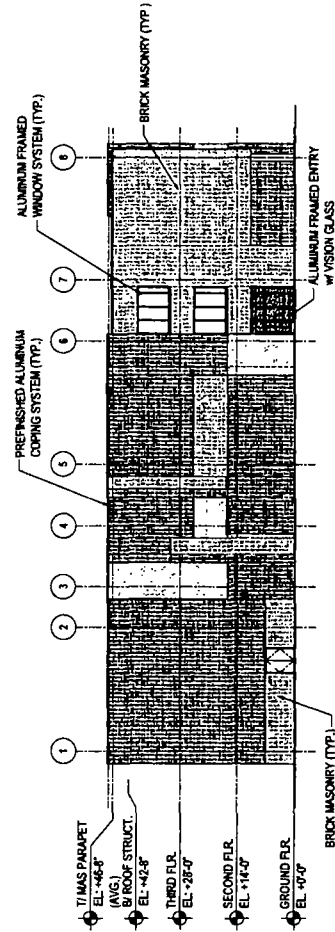 PREFINISHED ALUMINUM
COPING SYSTEM (TYP.)
ALUMINUM FRAMED
WINDOW SYSTEM (TYP.)
BRICK MASONRY (TYP.)
1
2
3
4
5
6
7
8
T/ MAS PARAPET
EL: +46'-8"
(AVG.)
B/ ROOF STRUCT.
EL: +42'-8"
THIRD FLR.
EL: +28'-0"
SECOND FLR.
EL: +14'-0"
GROUND FLR.
EL: +0'-0"
BRICK MASONRY (TYP.)
ALUMINUM FRAMED ENTRY
w/ VISION GLASS